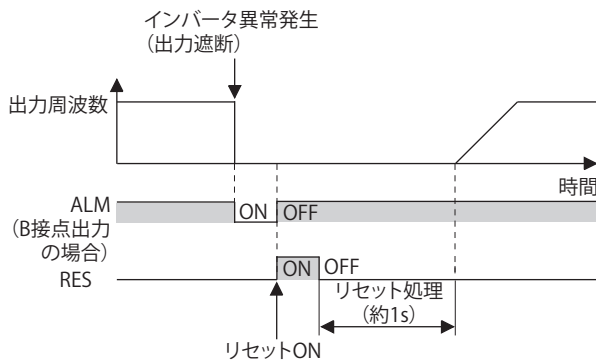 インバータ異常発生
（出力遮断）
出力周波数
時間
ALM
（B接点出力
の場合）
ON
OFF
RES
ON
OFF
リセット処理
（約1s）
リセットON